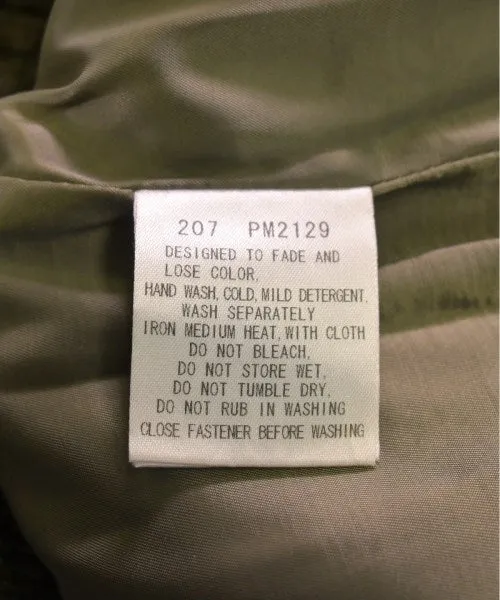 207 PM2129
DESIGNED TO FADE AND
LOSE COLOR,
HAND WASH, COLD, MILD DETERGENT,
WASH SEPARATELY
IRON MEDIUM HEAT, WITH CLOTH
DO NOT BLEACH,
DO NOT STORE WET,
DO NOT TUMBLE DRY,
DO NOT RUB IN WASHING
CLOSE FASTENER BEFORE WASHING